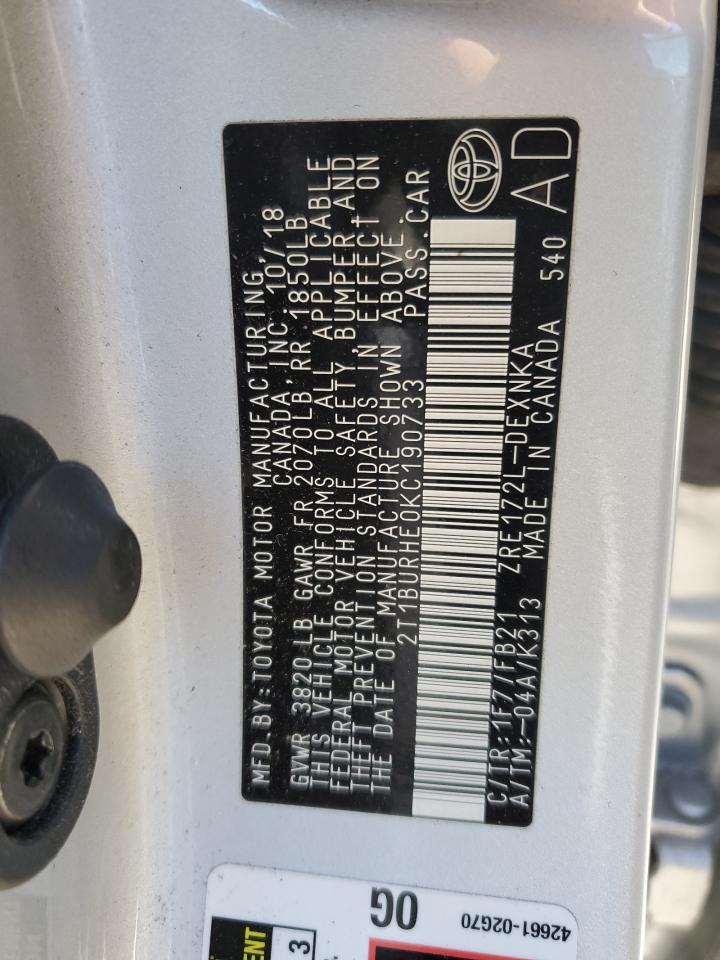 MFD.BY:TOYOTA MOTOR MANUFACTURING,
CANADA, INC. 10/18
GVWR 3820 LB GAWR FR 2070LB RR 1850LB
THIS VEHICLE CONFORMS TO ALL APPLICABLE
FEDERAL MOTOR VEHICLE SAFETY, BUMPER, AND
THEFT PREVENTION STANDARDS IN EFFECT ON
THE DATE OF MANUFACTURE SHOWN ABOVE.
2T1BURHE0KC190733 PASS.CAR
C/TR:1F7/FB21 ZRE172L-DEXNKA
A/TM:-04A/K313 MADE IN CANADA 540
AD
0G
42661-02G70
3